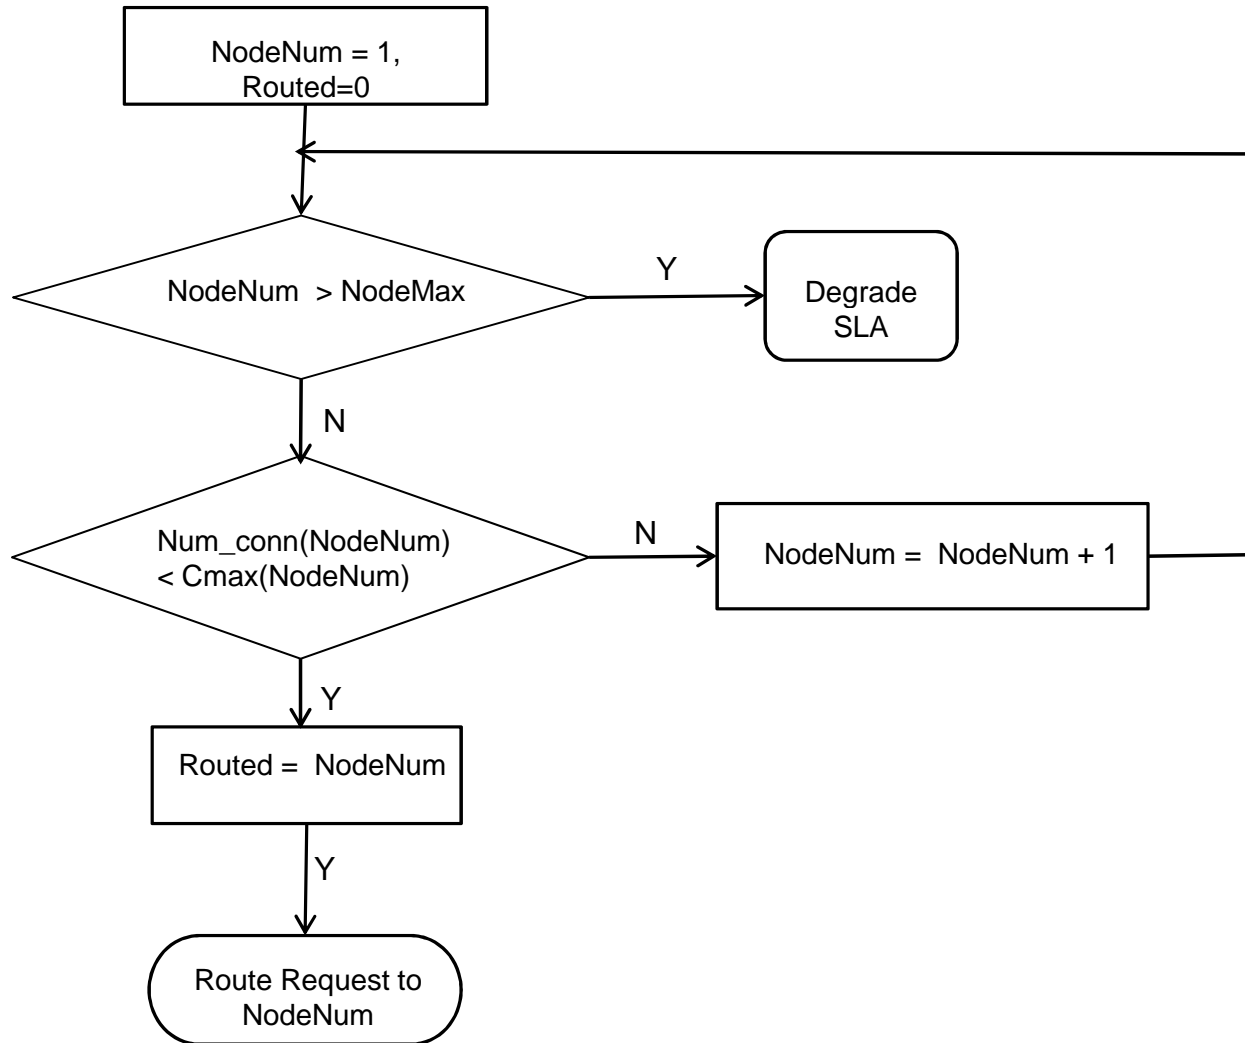 NodeNum = 1,
Routed=0
NodeNum > NodeMax
Y
Degrade
SLA
N
Num_conn(NodeNum)
< Cmax(NodeNum)
N
NodeNum = NodeNum + 1
Y
Routed = NodeNum
Y
Route Request to
NodeNum